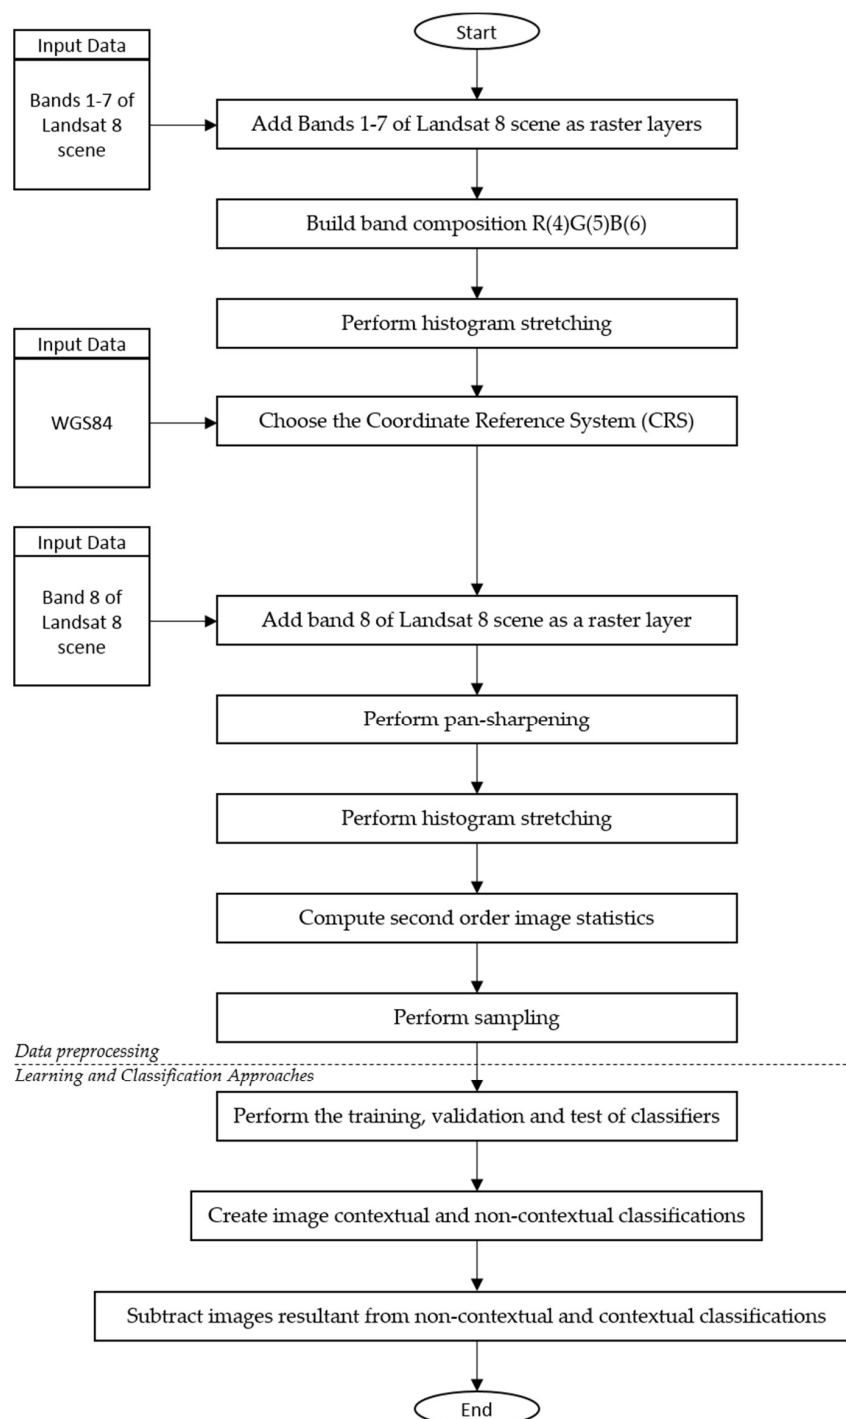 Start
Input Data
Bands 1-7 of
Landsat 8
scene
Add Bands 1-7 of Landsat 8 scene as raster layers
Build band composition R(4)G(5)B(6)
Perform histogram stretching
Input Data
WGS84
Choose the Coordinate Reference System (CRS)
Input Data
Band 8 of
Landsat 8
scene
Add band 8 of Landsat 8 scene as a raster layer
Perform pan-sharpening
Perform histogram stretching
Compute second order image statistics
Perform sampling
Data preprocessing
Learning and Classification Approaches
Perform the training, validation and test of classifiers
Create image contextual and non-contextual classifications
Subtract images resultant from non-contextual and contextual classifications
End